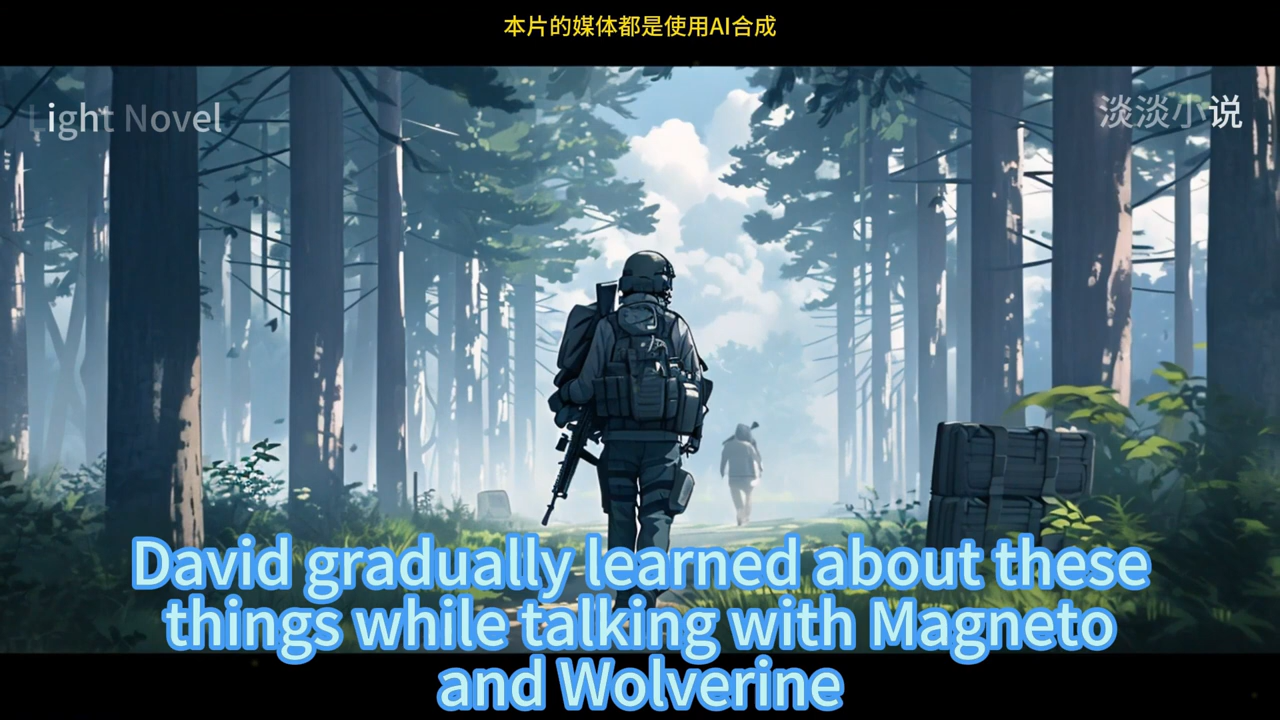 本片的媒体都是使用AI合成
Light Novel
淡淡小说
David gradually learned about these
things while talking with Magneto
and Wolverine